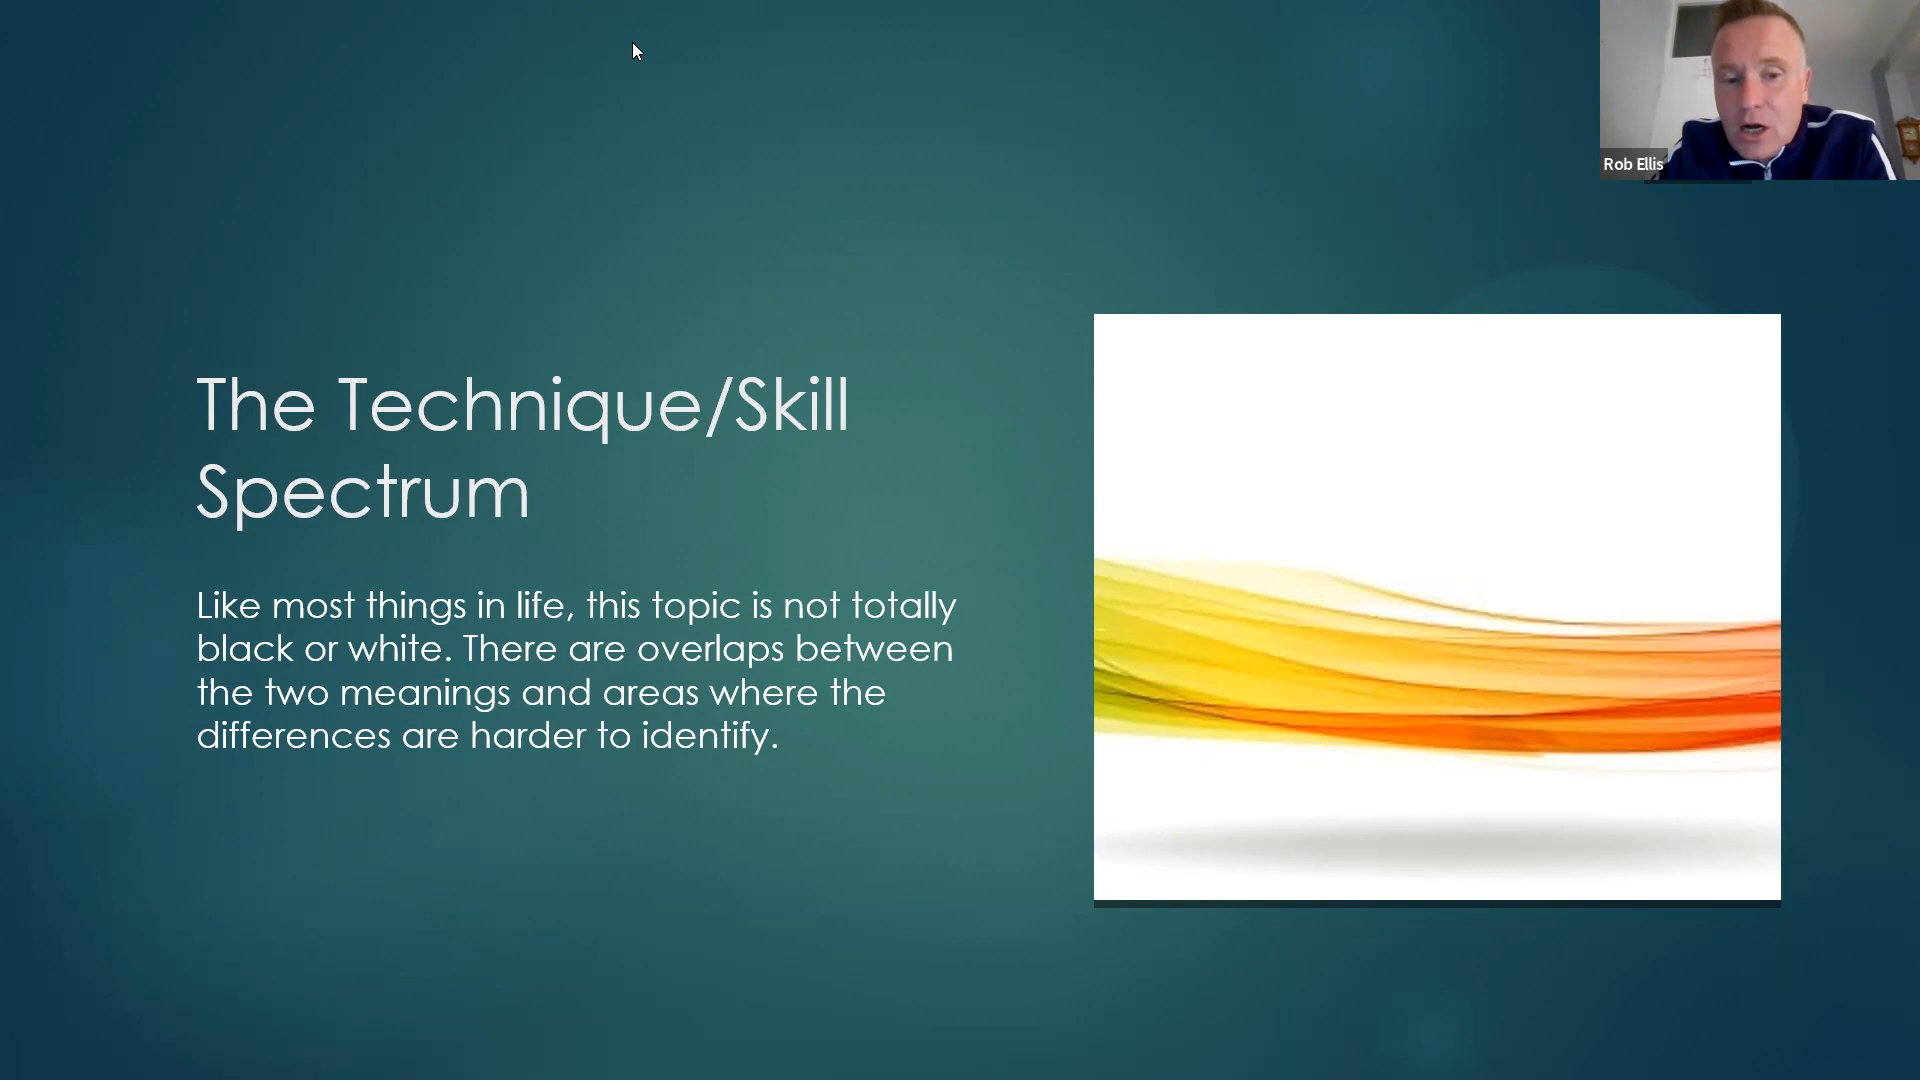 Rob Ellis
The Technique/Skill
Spectrum
Like most things in life, this topic is not totally
black or white. There are overlaps between
the two meanings and areas where the
differences are harder to identify.